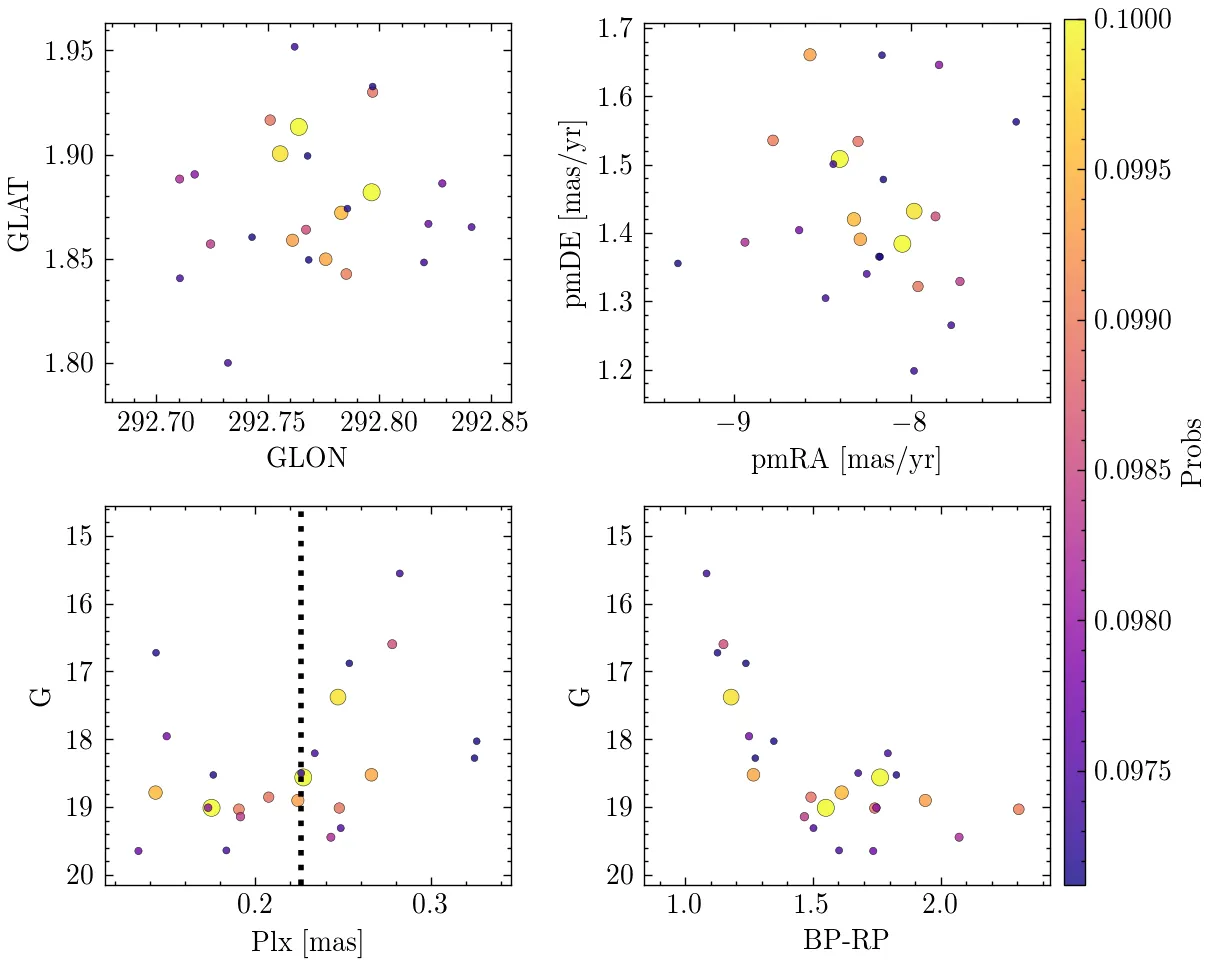 1.95
1.90
1.85
1.80
GLAT
292.70 292.75 292.80 292.85
GLON
1.7
1.6
1.5
1.4
1.3
1.2
pmDE [mas/yr]
−9 −8
pmRA [mas/yr]
0.1000
0.0995
0.0990
0.0985
0.0980
0.0975
Probs
15
16
17
18
19
20
G
0.2 0.3
Plx [mas]
15
16
17
18
19
20
G
1.0 1.5 2.0
BP-RP